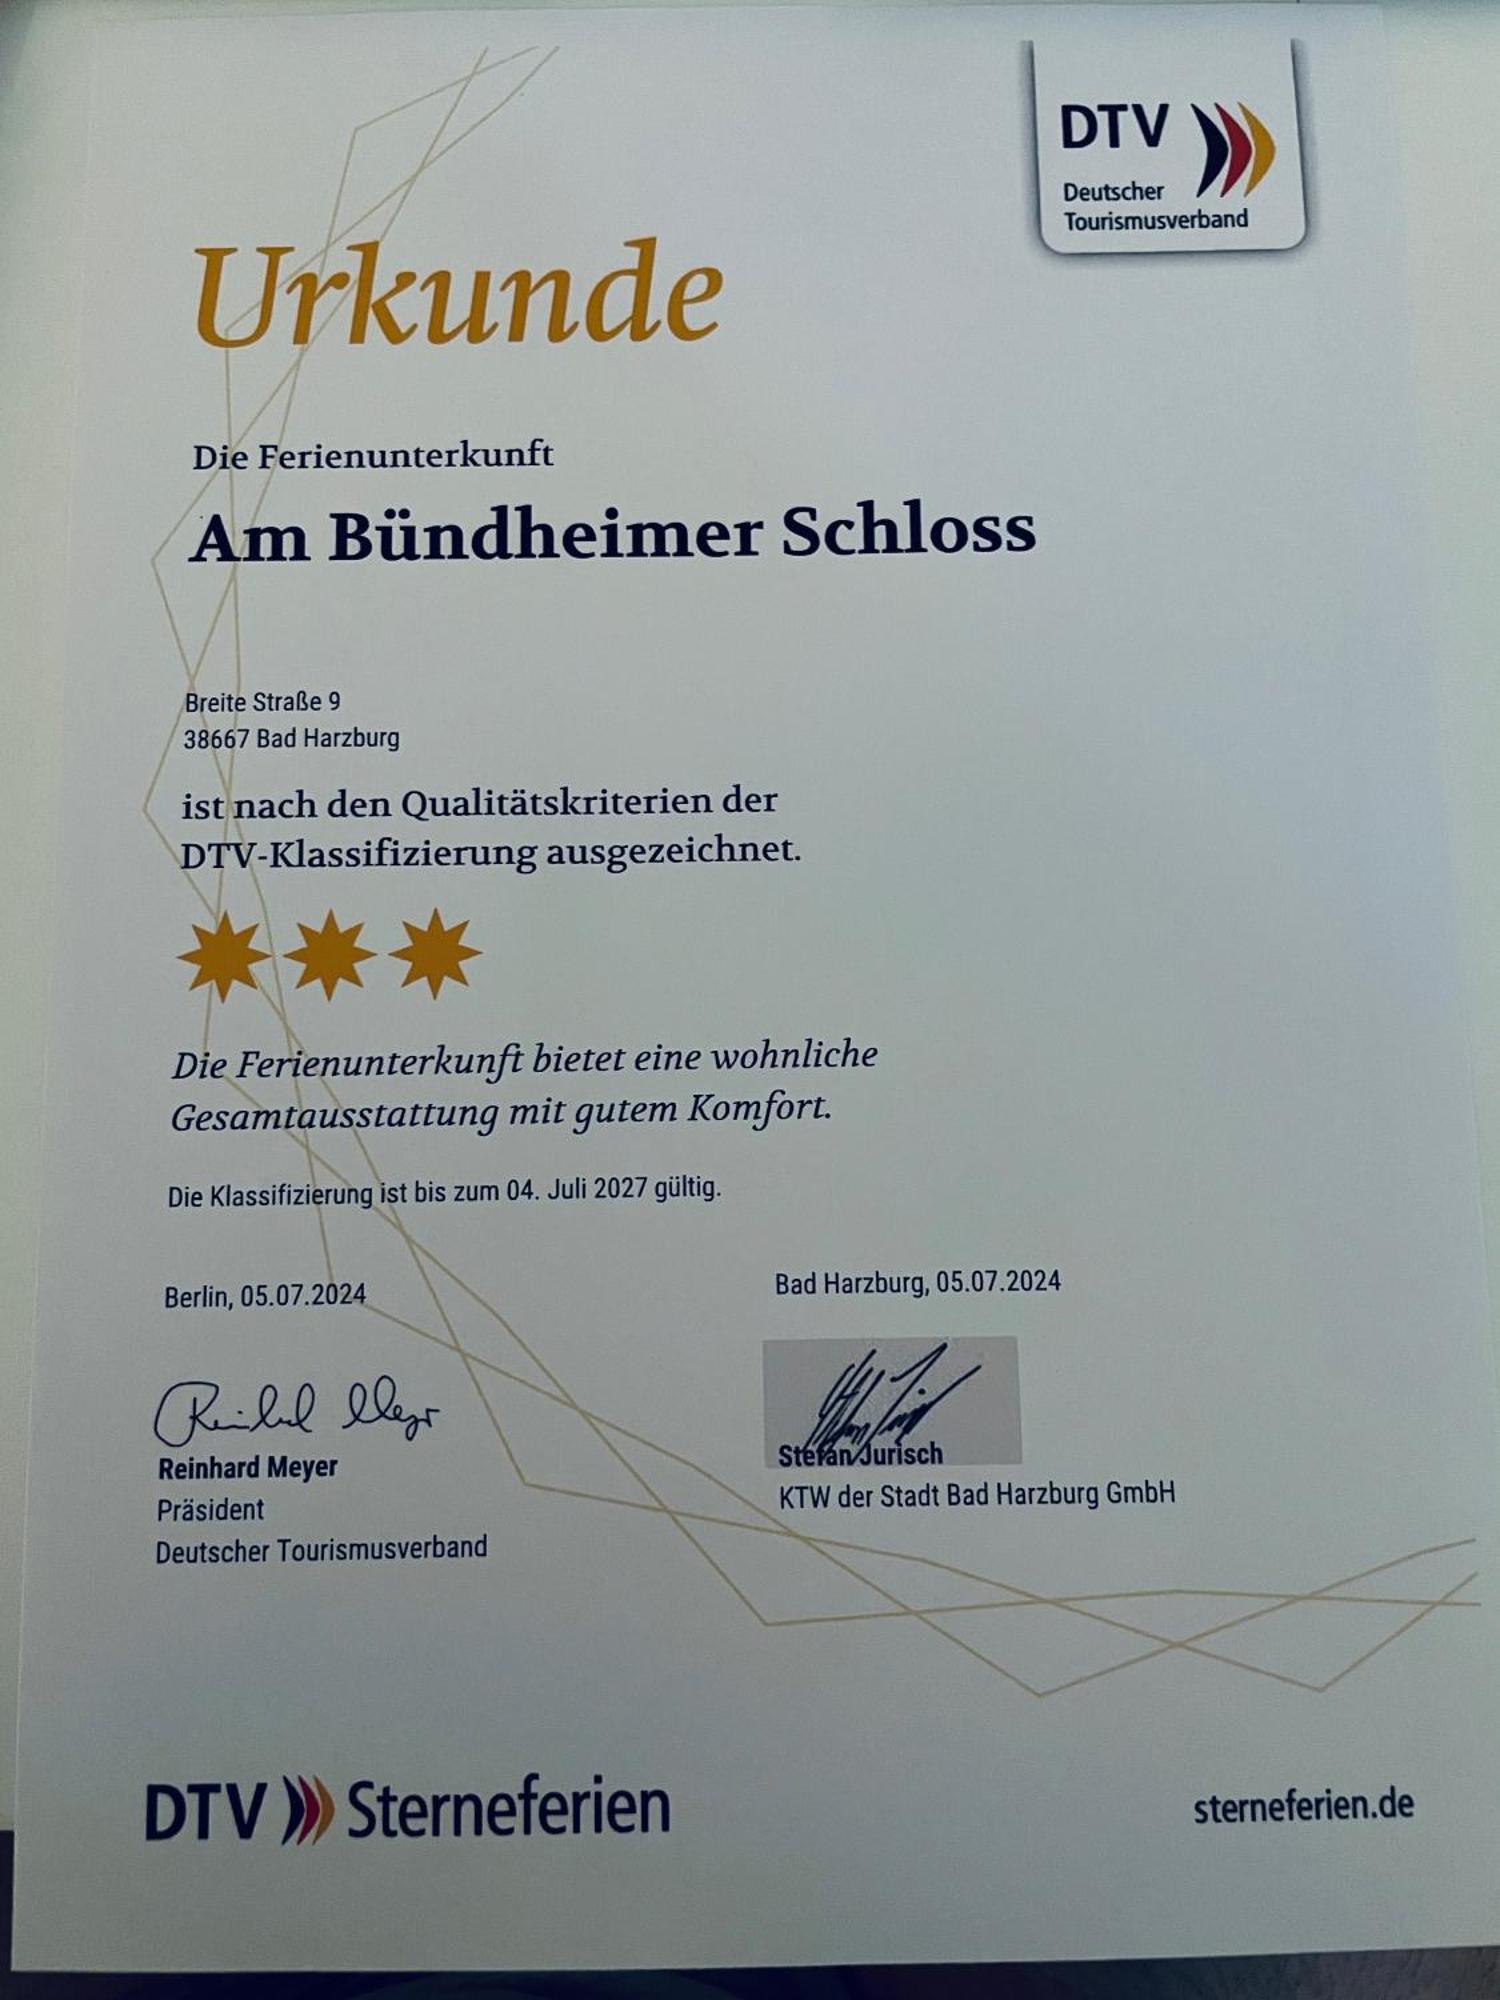 DTV
Deutscher
Tourismusverband
Urkunde
Die Ferienunterkunft
Am Bündheimer Schloss
Breite Straße 9
38667 Bad Harzburg
ist nach den Qualitätskriterien der
DTV-Klassifizierung ausgezeichnet.
Die Ferienunterkunft bietet eine wohnliche
Gesamtausstattung mit gutem Komfort.
Die Klassifizierung ist bis zum 04. Juli 2027 gültig.
Berlin, 05.07.2024
Reinhard Meyer
Reinhard Meyer
Präsident
Deutscher Tourismusverband
Bad Harzburg, 05.07.2024
Stefan Jurisch
KTW der Stadt Bad Harzburg GmbH
DTV Sterneferien
sterneferien.de